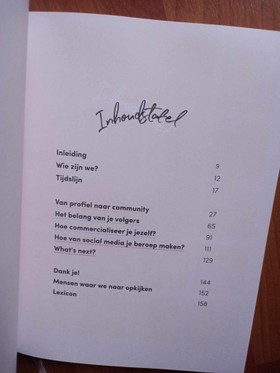 Inhoudstafel
Inleiding 9
Wie zijn we? 12
Tijdslijn 17
Van profiel naar community 27
Het belang van je volgers 65
Hoe commercialiseer je jezelf? 91
Hoe van social media je beroep maken? 111
What's next? 129
Dank je! 144
Mensen waar we naar opkijken 152
Lexicon 158